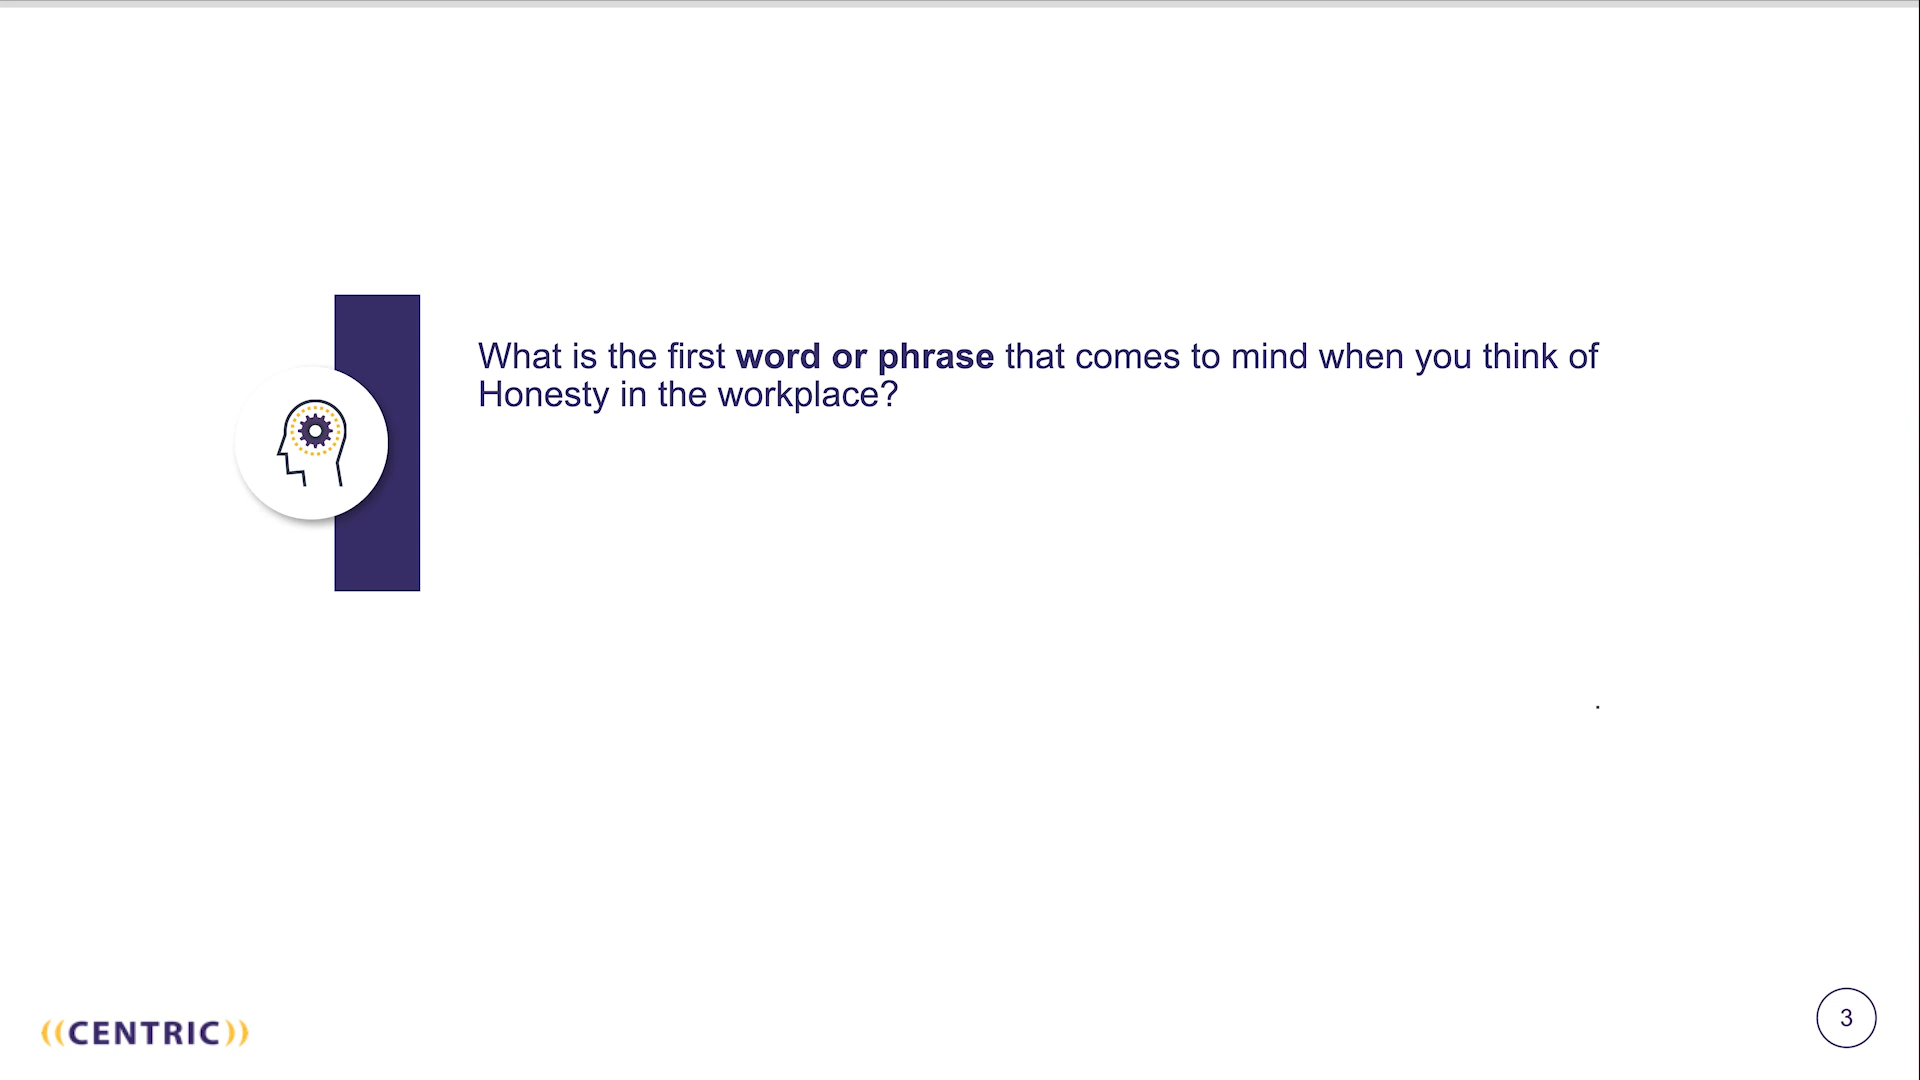 What is the first word or phrase that comes to mind when you think of
Honesty in the workplace?
.
((CENTRIC))
3